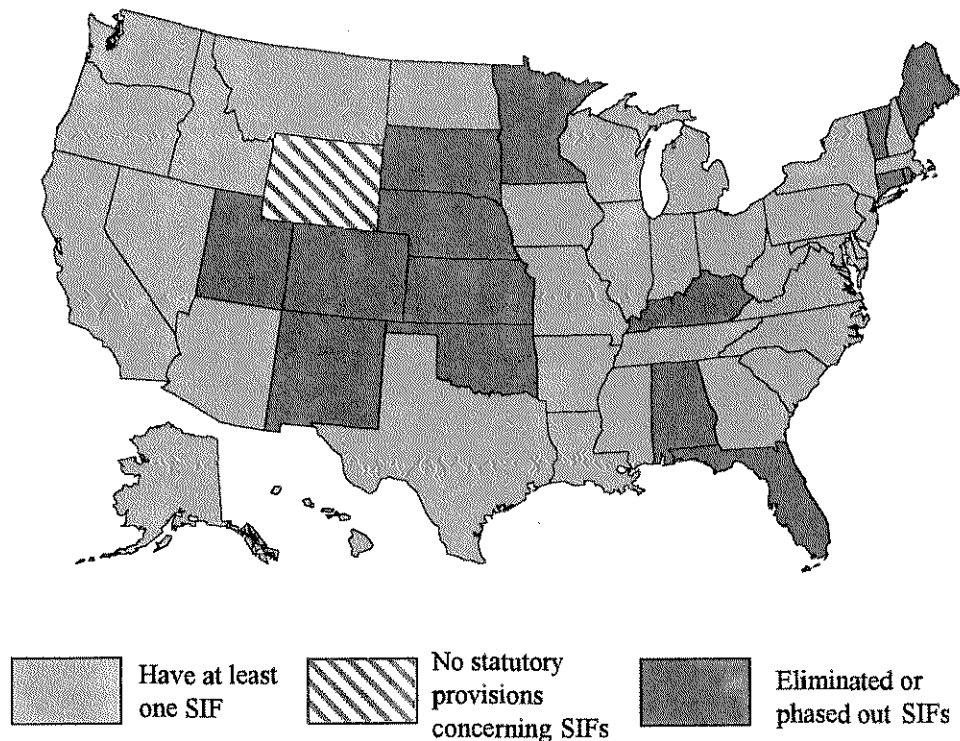 Have at least
one SIF
No statutory
provisions
concerning SIFs
Eliminated or
phased out SIFs